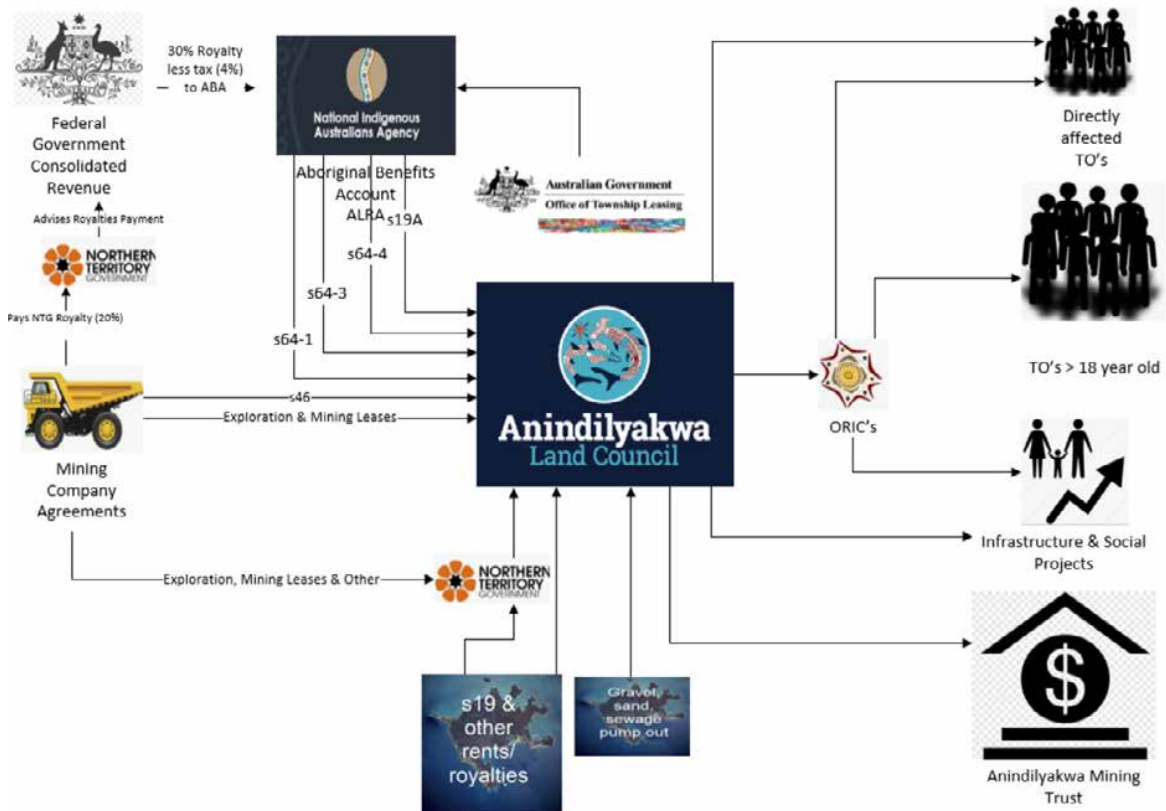 30% Royalty
less tax (4%)
to ABA
Federal
Government
Consolidated
Revenue
National Indigenous
Australians Agency
Aboriginal Benefits
Account
ALRA
s19A
s64-4
s64-3
s64-1
Australian Government
Office of Township Leasing
Directly
affected
TO's
Advises Royalties Payment
NORTHERN
TERRITORY
GOVERNMENT
Pays NTG Royalty (20%)
s46
Exploration & Mining Leases
Mining
Company
Agreements
Anindilyakwa
Land Council
ORIC's
TO's > 18 year old
Infrastructure & Social
Projects
Exploration, Mining Leases & Other
NORTHERN
TERRITORY
GOVERNMENT
s19 &
other
rents/
royalties
Gravel,
sand,
sewage
pump out
$
Anindilyakwa Mining
Trust